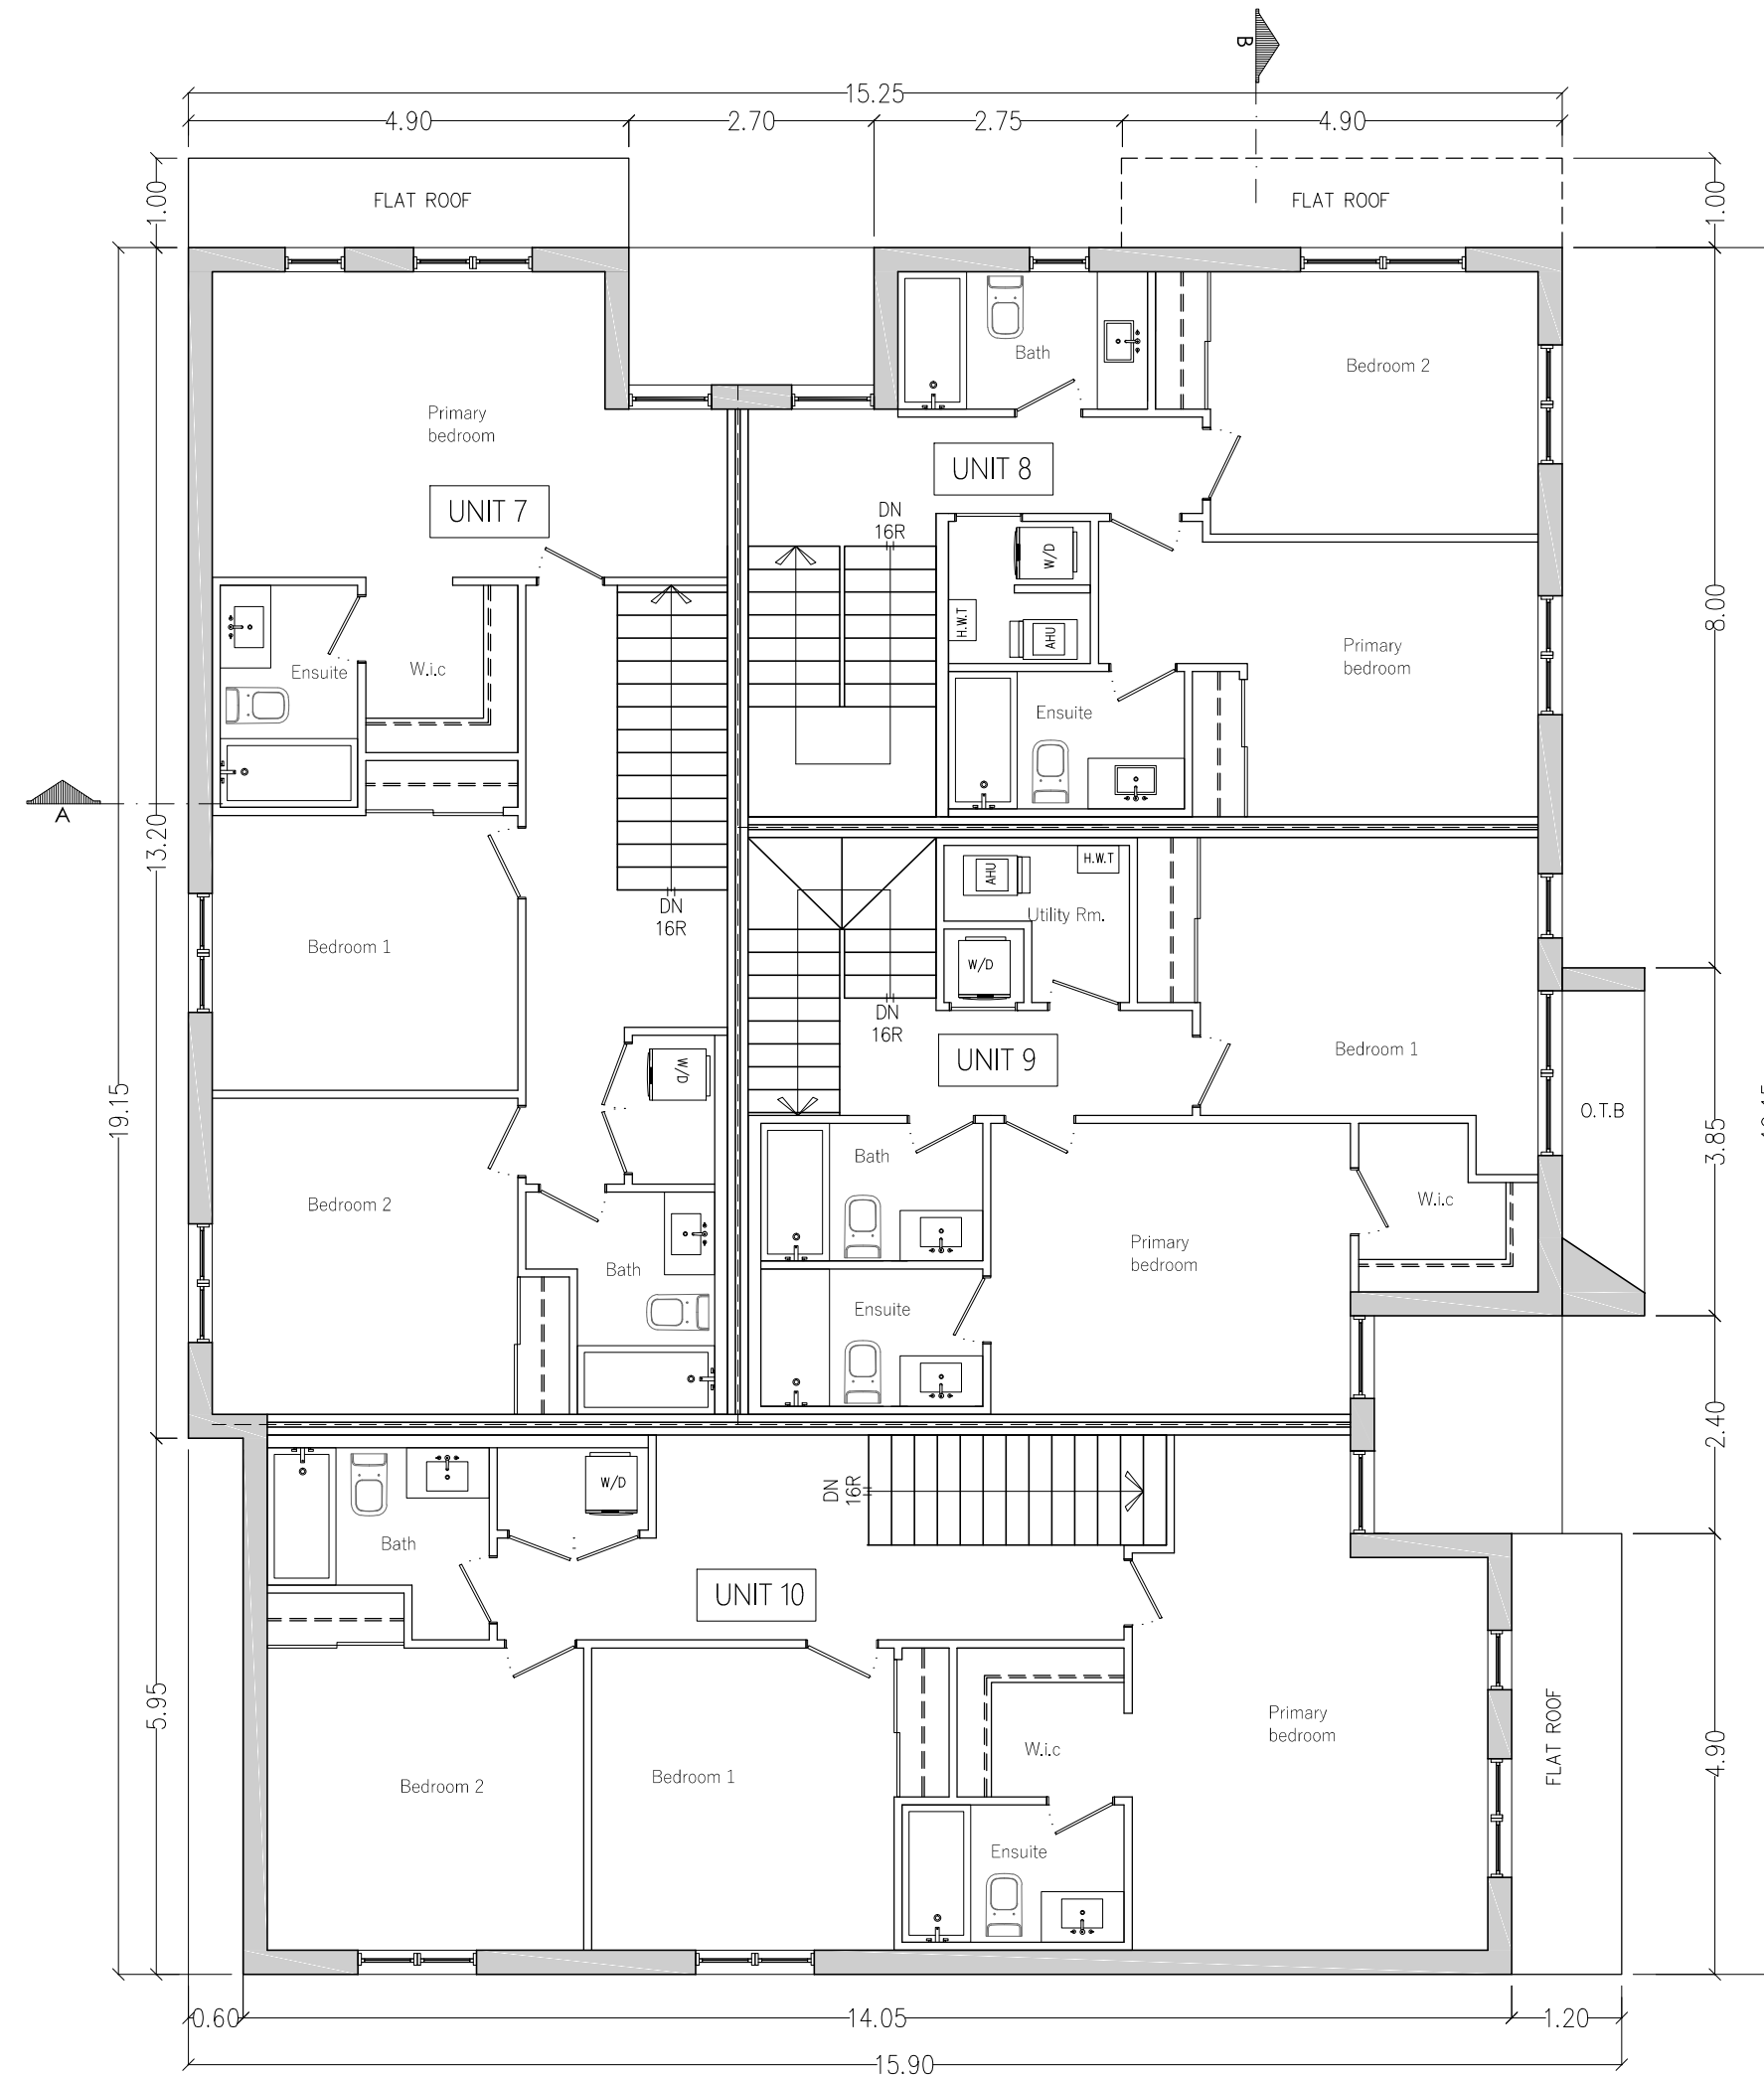 B
15.25
4.90
2.70
2.75
4.90
1.00
FLAT ROOF
FLAT ROOF
1.00
Bath
Bedroom 2
Primary
bedroom
UNIT 8
UNIT 7
DN
16R
W/D
H.W.T
AHU
8.00
Primary
bedroom
Ensuite
W.i.c
Ensuite
A
13.20
AHU
H.W.T
Utility Rm.
DN
16R
Bedroom 1
W/D
DN
16R
UNIT 9
Bedroom 1
W/D
19.15
O.T.B
3.85
Bath
Bedroom 2
W.i.c
Primary
bedroom
Bath
Ensuite
2.40
W/D
DN
16R
Bath
UNIT 10
5.95
Primary
bedroom
FLAT ROOF
4.90
W.i.c
Bedroom 2
Bedroom 1
Ensuite
0.60
14.05
1.20
15.90